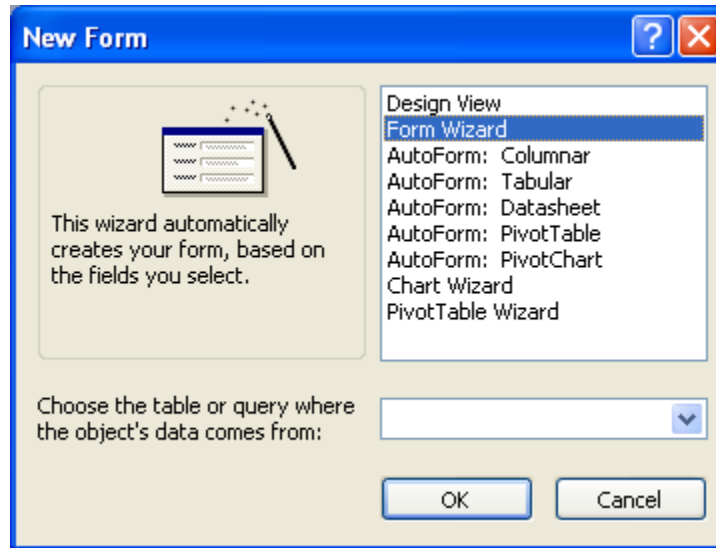 New Form
Design View
Form Wizard
AutoForm: Columnar
AutoForm: Tabular
AutoForm: Datasheet
AutoForm: PivotTable
AutoForm: PivotChart
Chart Wizard
PivotTable Wizard
This wizard automatically
creates your form, based on
the fields you select.
Choose the table or query where
the object's data comes from:
OK
Cancel